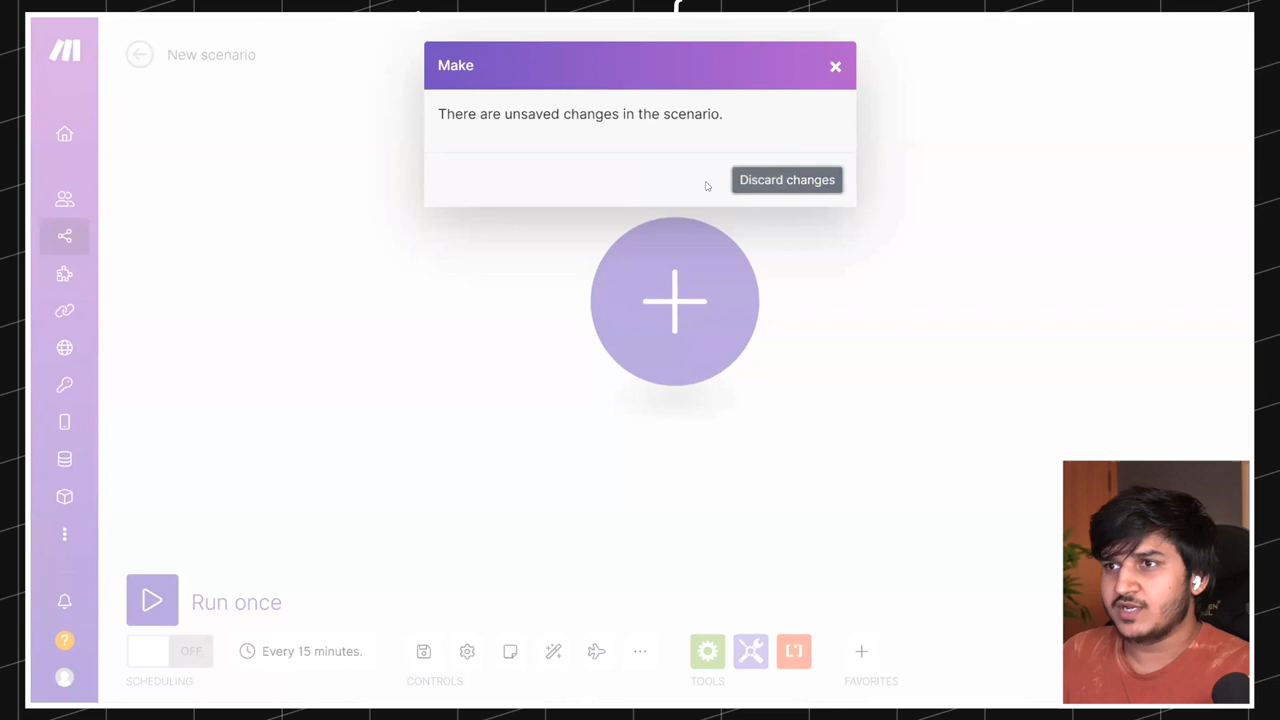 New scenario
Make
There are unsaved changes in the scenario.
Discard changes
Run once
OFF
Every 15 minutes.
SCHEDULING
CONTROLS
TOOLS
FAVORITES